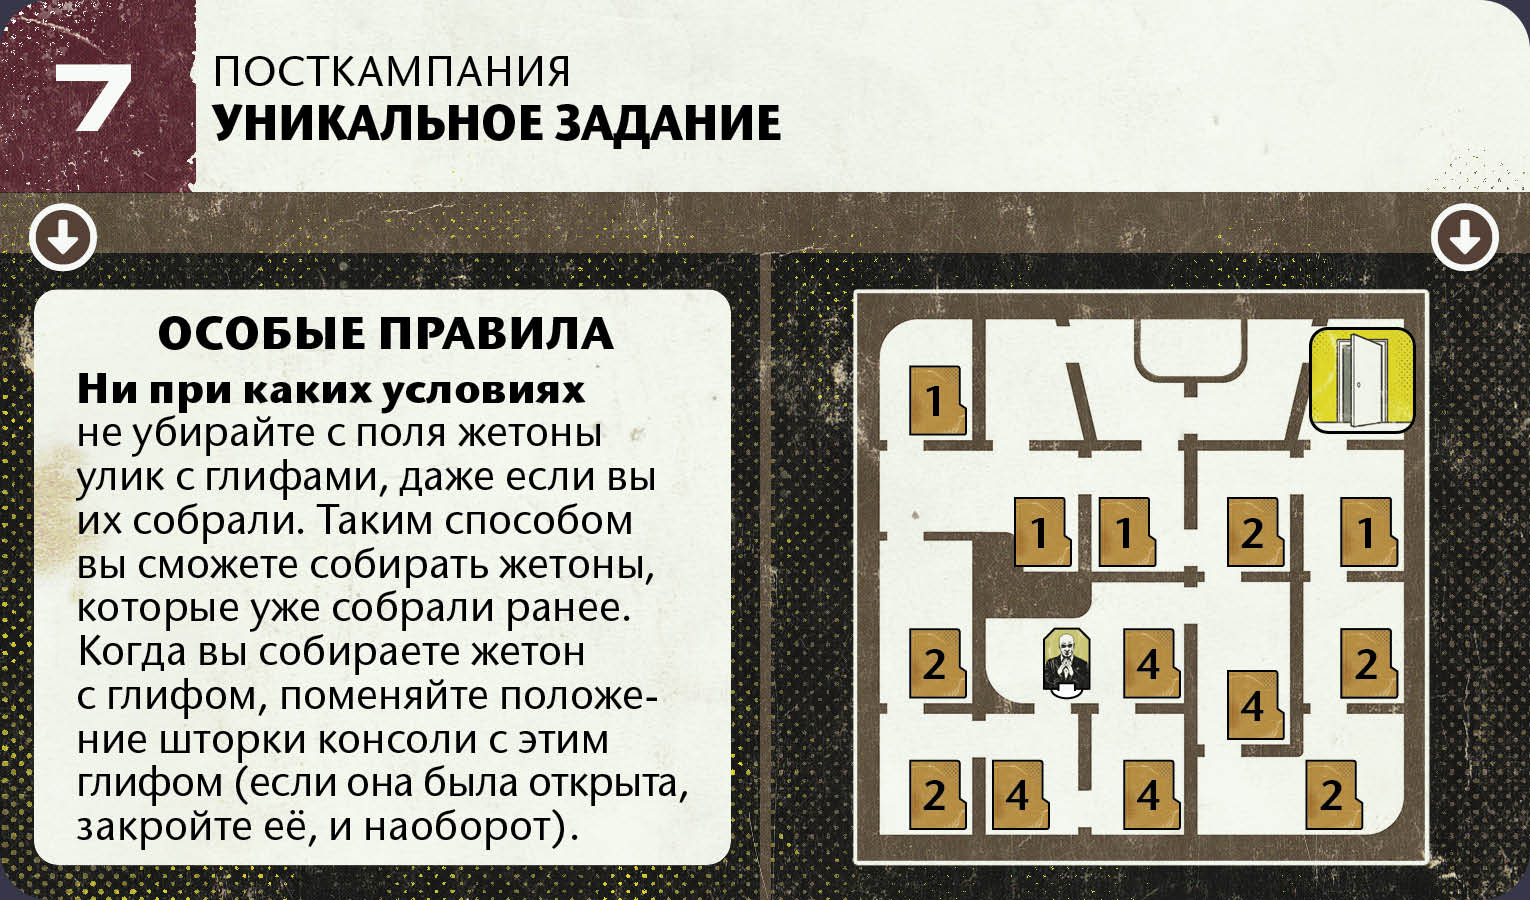 7
ПОСТКАМПАНИЯ
УНИКАЛЬНОЕ ЗАДАНИЕ
ОСОБЫЕ ПРАВИЛА
Ни при каких условиях
не убирайте с поля жетоны
улик с глифами, даже если вы
их собрали. Таким способом
вы сможете собирать жетоны,
которые уже собрали ранее.
Когда вы собираете жетон
с глифом, поменяйте положе-
ние шторки консоли с этим
глифом (если она была открыта,
закройте её, и наоборот).
1
1 1 2 1
2 4 2
4
2 4 4 2